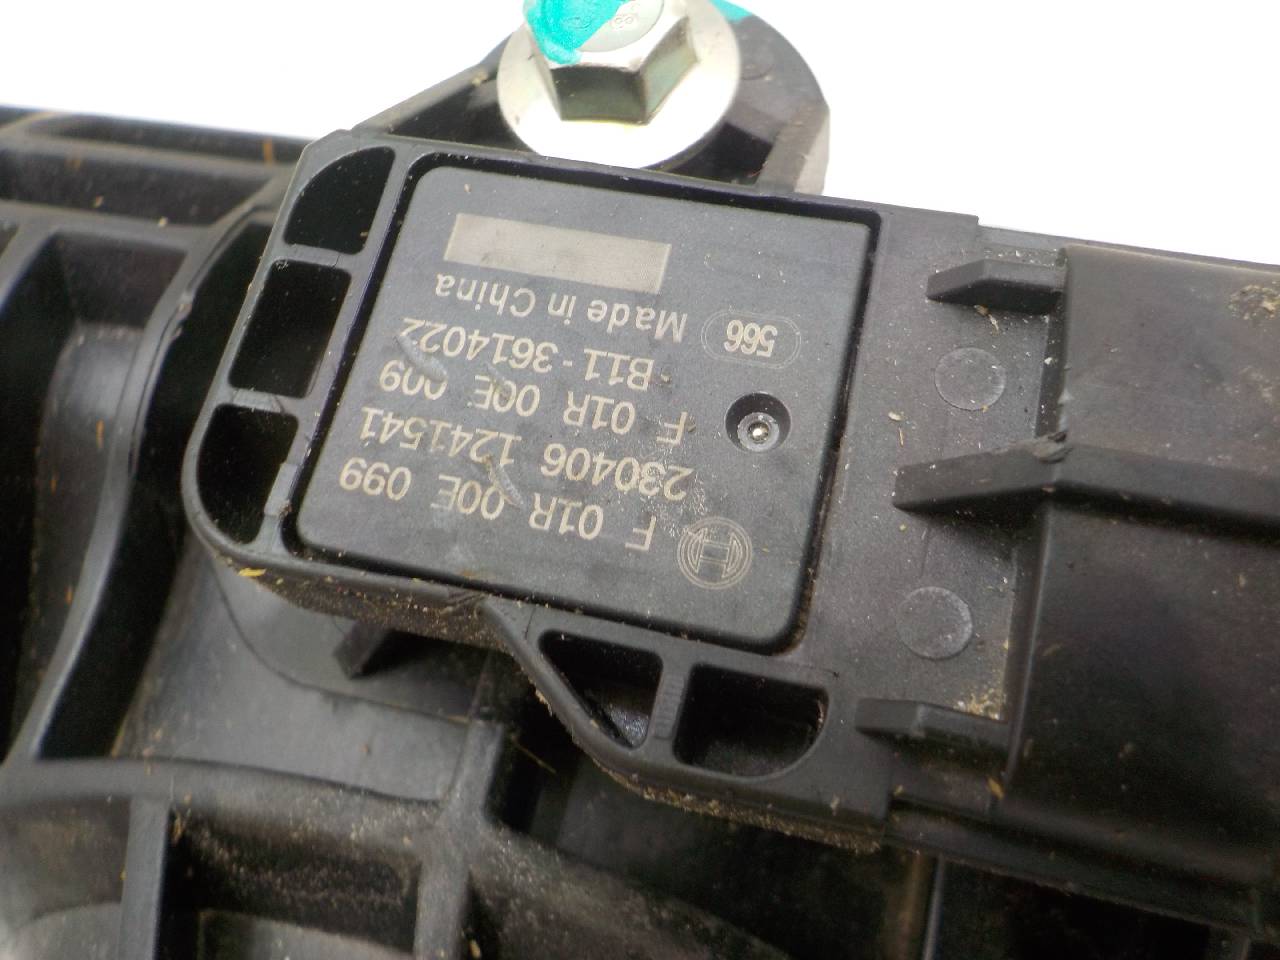 F 01R 00E 099
230406 1241541
F 01R 00E 009
B11-3614022
566
Made in China